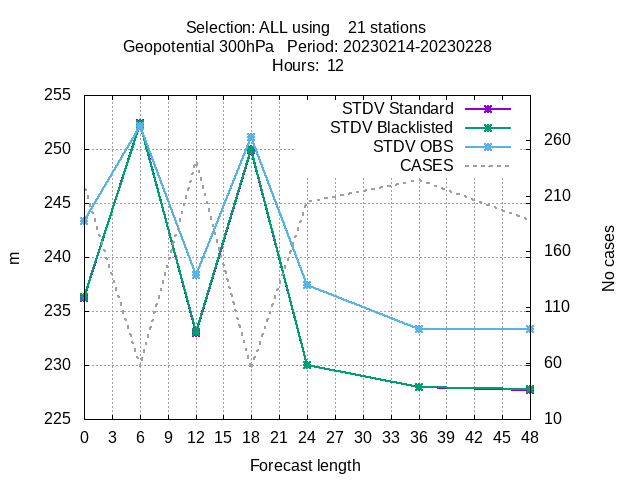 Selection: ALL using    21 stations
Geopotential 300hPa   Period: 20230214-20230228
Hours:  12
STDV Standard
STDV Blacklisted
STDV OBS
CASES
255
250
245
240
235
230
225
m
260
210
160
110
60
10
No cases
0 3 6 9 12 15 18 21 24 27 30 33 36 39 42 45 48
Forecast length